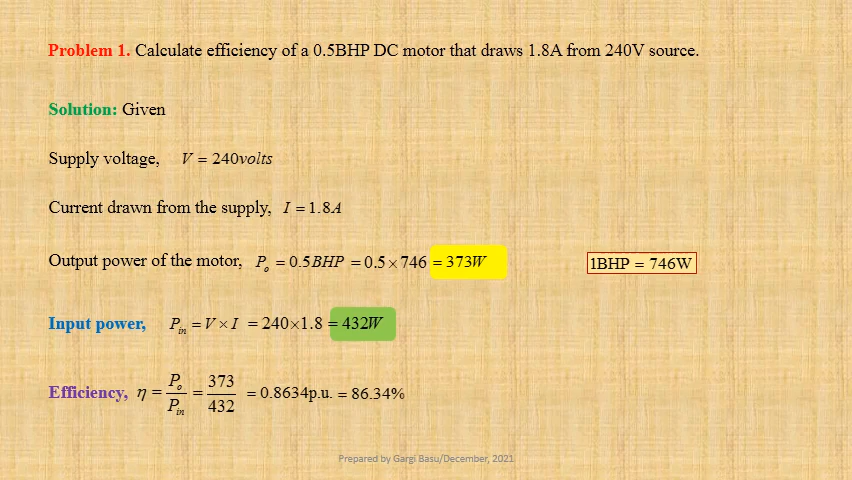 Problem 1. Calculate efficiency of a 0.5BHP DC motor that draws 1.8A from 240V source.
Solution: Given
Supply voltage, V = 240volts
Current drawn from the supply, I = 1.8A
Output power of the motor, Pₒ = 0.5BHP = 0.5 × 746 = 373W
1BHP = 746W
Input power, Pᵢₙ = V × I = 240×1.8 = 432W
Efficiency, η = Pₒ/Pᵢₙ = 373/432 = 0.8634p.u. = 86.34%
Prepared by Gargi Basu/December, 2021